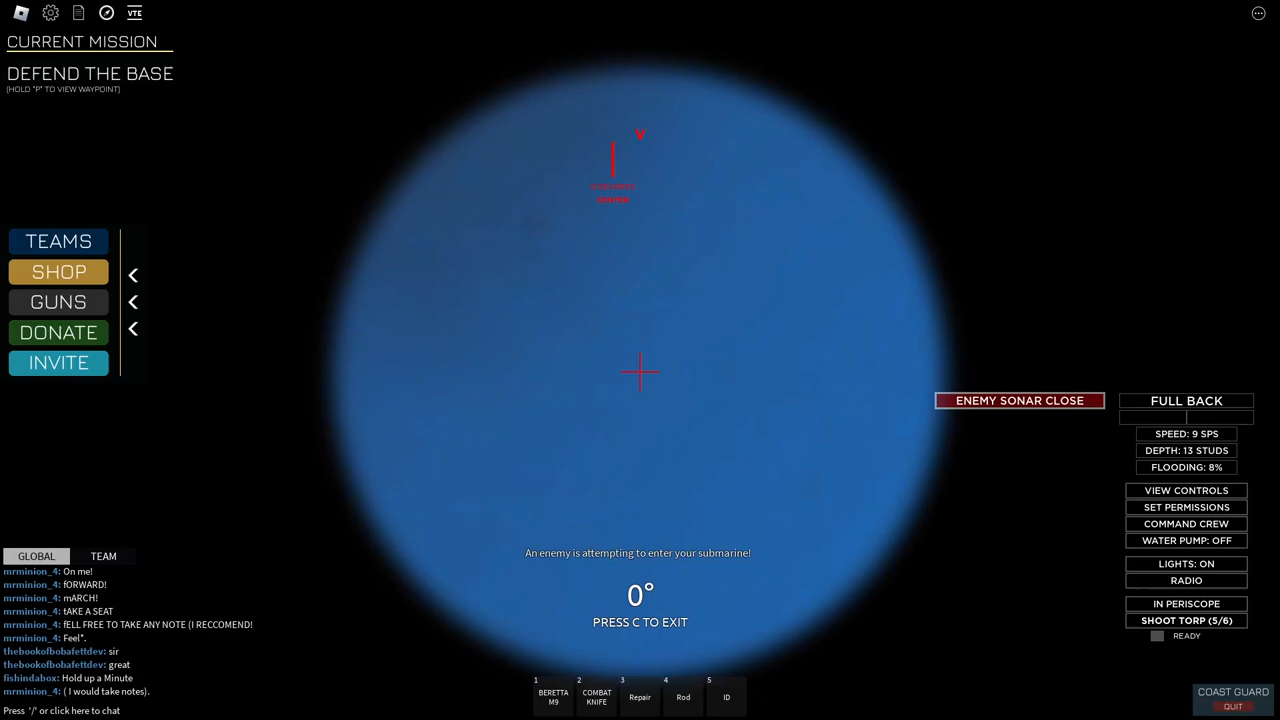 VTE
CURRENT MISSION
DEFEND THE BASE
(HOLD "P" TO VIEW WAYPOINT)
V
CENTER
TEAMS
SHOP
GUNS
DONATE
INVITE
ENEMY SONAR CLOSE
FULL BACK
SPEED: 9 SPS
DEPTH: 13 STUDS
FLOODING: 8%
VIEW CONTROLS
SET PERMISSIONS
COMMAND CREW
WATER PUMP: OFF
LIGHTS: ON
RADIO
IN PERISCOPE
SHOOT TORP (5/6)
READY
An enemy is attempting to enter your submarine!
0°
PRESS C TO EXIT
GLOBAL TEAM
mrminion_4: On me!
mrminion_4: fORWARD!
mrminion_4: mARCH!
mrminion_4: tAKE A SEAT
mrminion_4: fELL FREE TO TAKE ANY NOTE (I RECCOMEND!
mrminion_4: Feel*.
thebookofbobafettdev: sir
thebookofbobafettdev: great
fishindabox: Hold up a Minute
mrminion_4: ( I would take notes).
Press '/' or click here to chat
1 BERETTA M9
2 COMBAT KNIFE
3 Repair
4 Rod
5 ID
COAST GUARD
QUIT